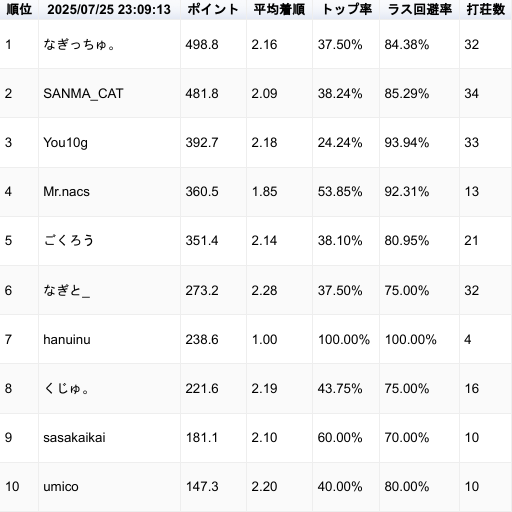 順位 2025/07/25 23:09:13 ポイント 平均着順 トップ率 ラス回避率 打荘数
1 なぎっちゅ。 498.8 2.16 37.50% 84.38% 32
2 SANMA_CAT 481.8 2.09 38.24% 85.29% 34
3 You10g 392.7 2.18 24.24% 93.94% 33
4 Mr.nacs 360.5 1.85 53.85% 92.31% 13
5 ごくろう 351.4 2.14 38.10% 80.95% 21
6 なぎと_ 273.2 2.28 37.50% 75.00% 32
7 hanuinu 238.6 1.00 100.00% 100.00% 4
8 くじゅ。 221.6 2.19 43.75% 75.00% 16
9 sasakaikai 181.1 2.10 60.00% 70.00% 10
10 umico 147.3 2.20 40.00% 80.00% 10